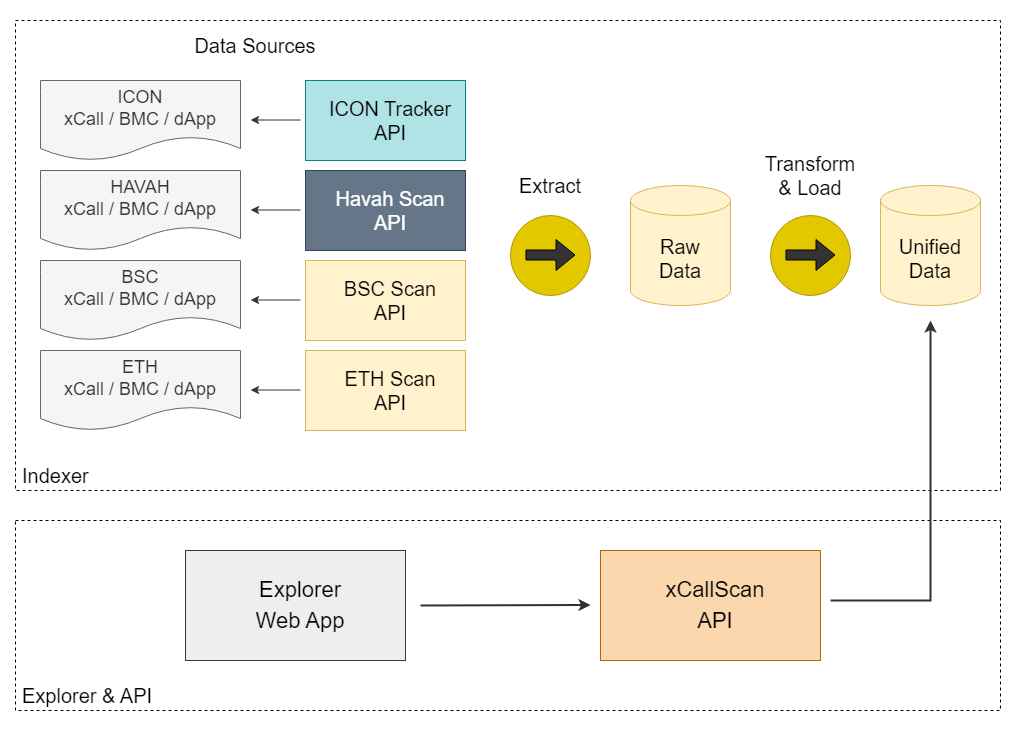 Data Sources
ICON
xCall / BMC / dApp
ICON Tracker
API
HAVAH
xCall / BMC / dApp
Havah Scan
API
BSC
xCall / BMC / dApp
BSC Scan
API
ETH
xCall / BMC / dApp
ETH Scan
API
Extract
Raw
Data
Transform
& Load
Unified
Data
Indexer
Explorer
Web App
xCallScan
API
Explorer & API